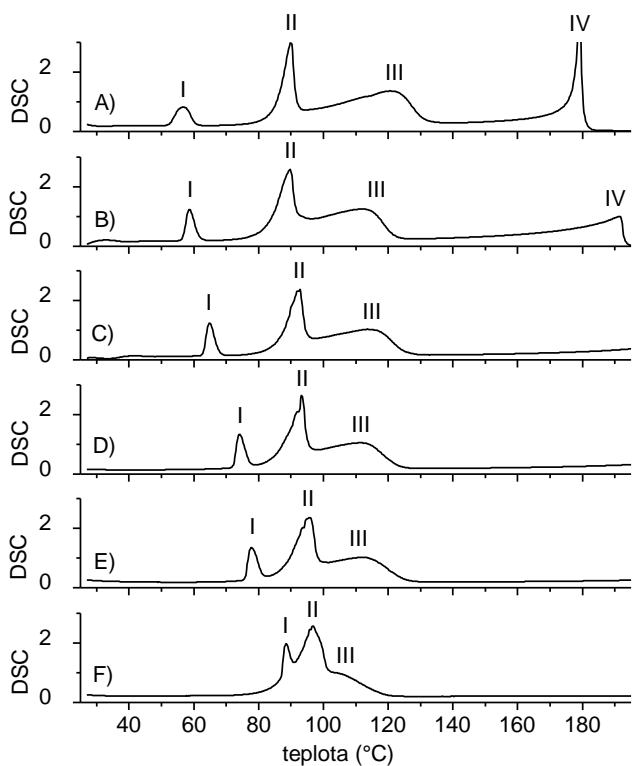 II
IV
III
I
2
0
DSC
A)
II
I
III
IV
2
0
DSC
B)
II
I
III
2
0
DSC
C)
II
I
III
2
0
DSC
D)
II
I
III
2
0
DSC
E)
II
I
III
2
0
DSC
F)
40 60 80 100 120 140 160 180
teplota (°C)